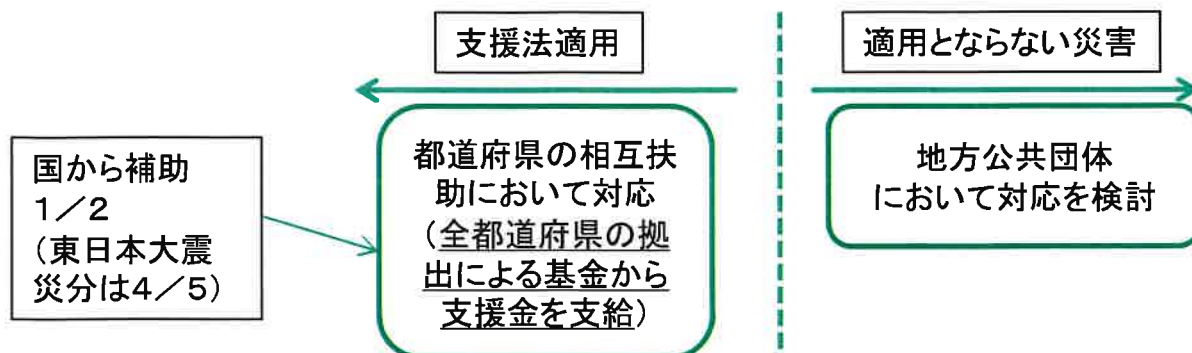 支援法適用
適用とならない災害
国から補助
1／2
(東日本大震
災分は4／5)
都道府県の相互扶
助において対応
(全都道府県の拠
出による基金から
支援金を支給)
地方公共団体
において対応を検討